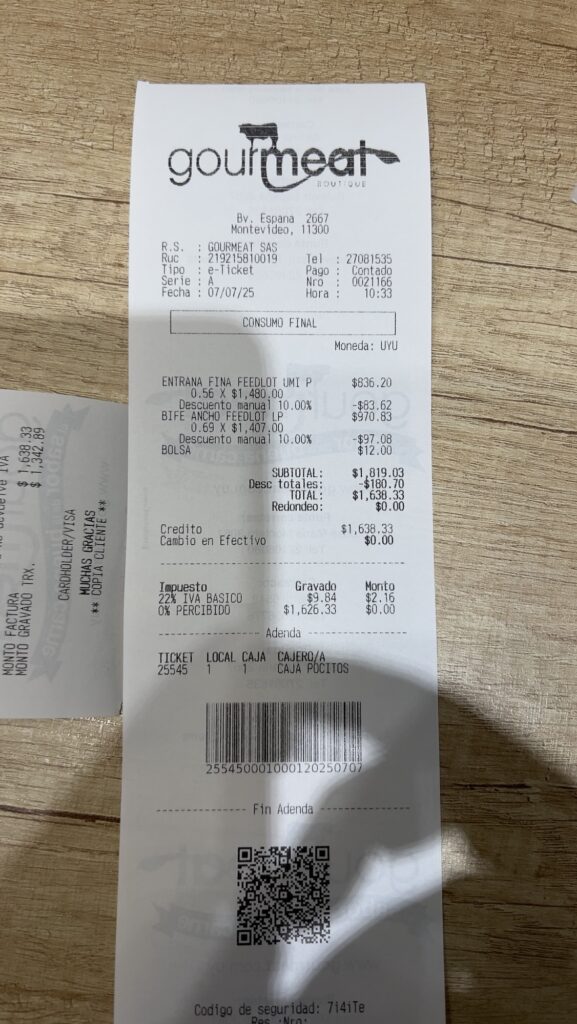 gourmeat
BOUTIQUE
Bv. Espana 2667
Montevideo, 11300
R.S. : GOURMEAT SAS
Ruc : 219215810019 Tel : 27081535
Tipo : e-Ticket Pago : Contado
Serie : A Nro : 0021166
Fecha : 07/07/25 Hora : 10:33
CONSUMO FINAL
Moneda: UYU
ENTRANA FINA FEEDLOT UMI P $836.20
0.56 X $1,480.00
Descuento manual 10.00% -$83.62
BIFE ANCHO FEEDLOT LP $970.83
0.69 X $1,407.00
Descuento manual 10.00% -$97.08
BOLSA $12.00
SUBTOTAL: $1,819.03
Desc totales: -$180.70
TOTAL: $1,638.33
Redondeo: $0.00
Credito $1,638.33
Cambio en Efectivo $0.00
Impuesto Gravado Monto
22% IVA BASICO $9.84 $2.16
0% PERCIBIDO $1,626.33 $0.00
Adenda
TICKET LOCAL CAJA CAJERO/A
25545 1 1 CAJA POCITOS
255450001000120250707
Fin Adenda
Codigo de seguridad: 7i4iTe
Res.:Nro:
devuelve IVA
MONTO FACTURA $ 1,638.33
MONTO GRAVADO TRX. $ 1,342.89
CARDHOLDER/VISA
MUCHAS GRACIAS
** COPIA CLIENTE **